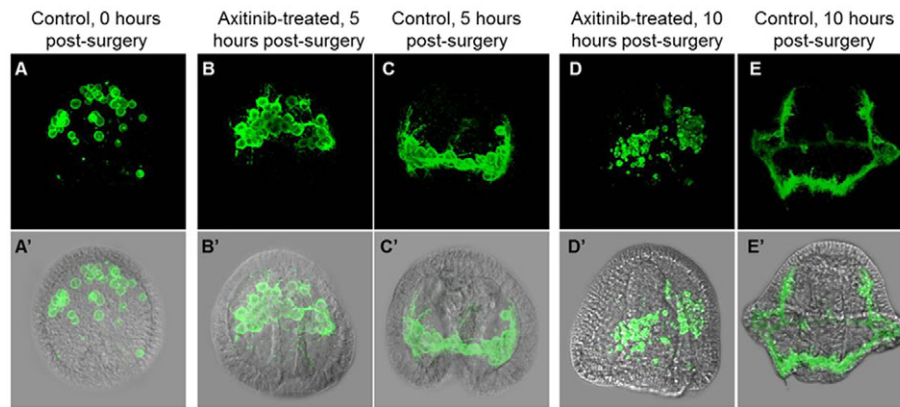 Control, 0 hours
post-surgery
Axitinib-treated, 5
hours post-surgery
Control, 5 hours
post-surgery
Axitinib-treated, 10
hours post-surgery
Control, 10 hours
post-surgery
A
B
C
D
E
A'
B'
C'
D'
E'